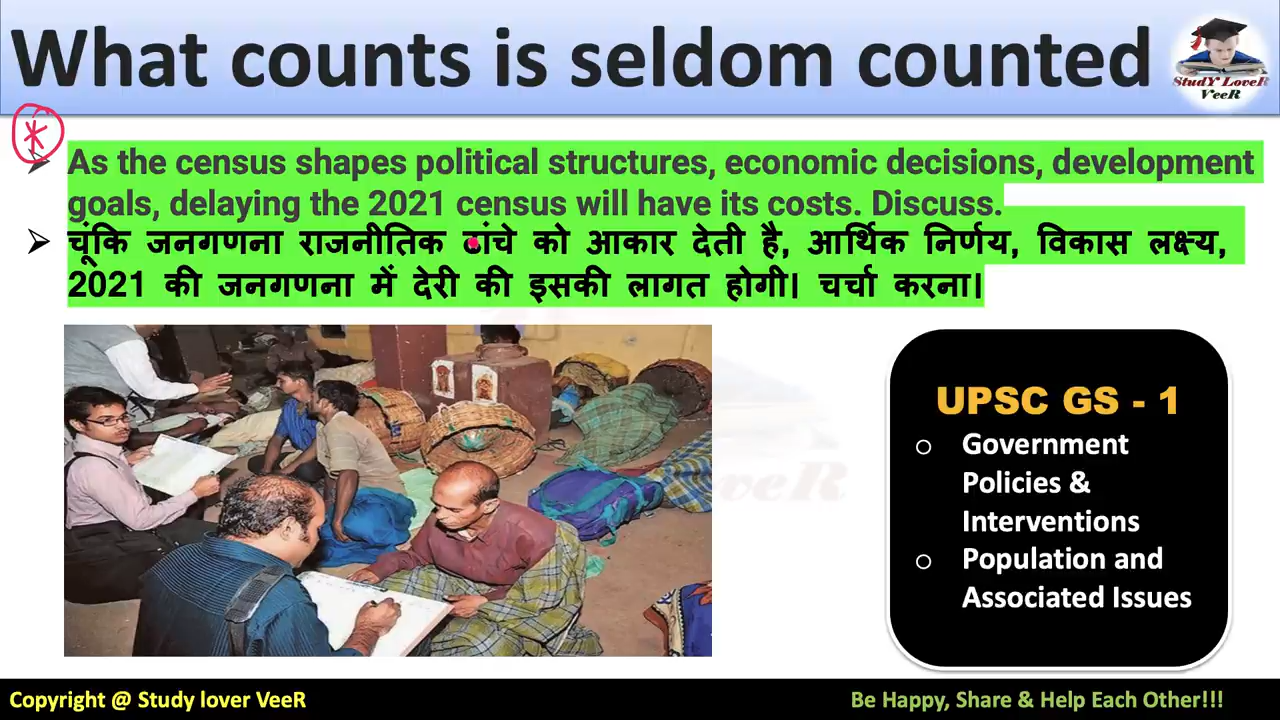 What counts is seldom counted
StudY LoveR
VeeR
As the census shapes political structures, economic decisions, development
goals, delaying the 2021 census will have its costs. Discuss.
चूंकि जनगणना राजनीतिक ढांचे को आकार देती है, आर्थिक निर्णय, विकास लक्ष्य,
2021 की जनगणना में देरी की इसकी लागत होगी। चर्चा करना।
UPSC GS - 1
Government
Policies &
Interventions
Population and
Associated Issues
Copyright @ Study lover VeeR
Be Happy, Share & Help Each Other!!!